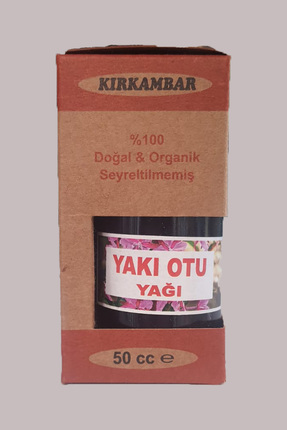 KIRKAMBAR
%100
Doğal & Organik
Seyreltilmemiş
YAKI OTU
YAĞI
50 cc ℮